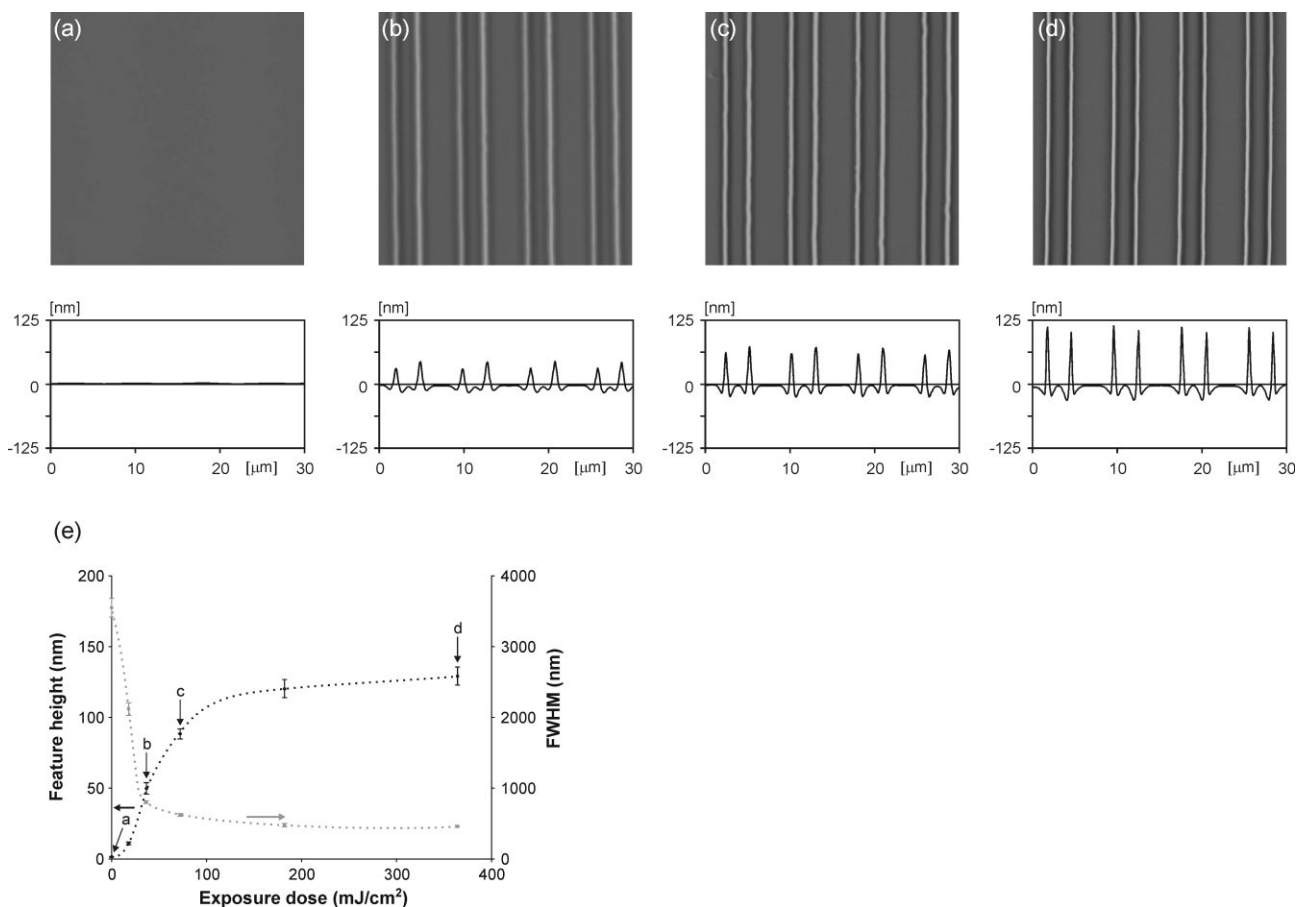 (a)
(b)
(c)
(d)
[nm]
125
0
-125
0
10
20
[μm]
30
[nm]
125
0
-125
0
10
20
[μm]
30
[nm]
125
0
-125
0
10
20
[μm]
30
[nm]
125
0
-125
0
10
20
[μm]
30
(e)
200
150
100
50
0
Feature height (nm)
4000
3000
2000
1000
0
FWHM (nm)
a
b
c
d
0
100
200
300
400
Exposure dose (mJ/cm²)